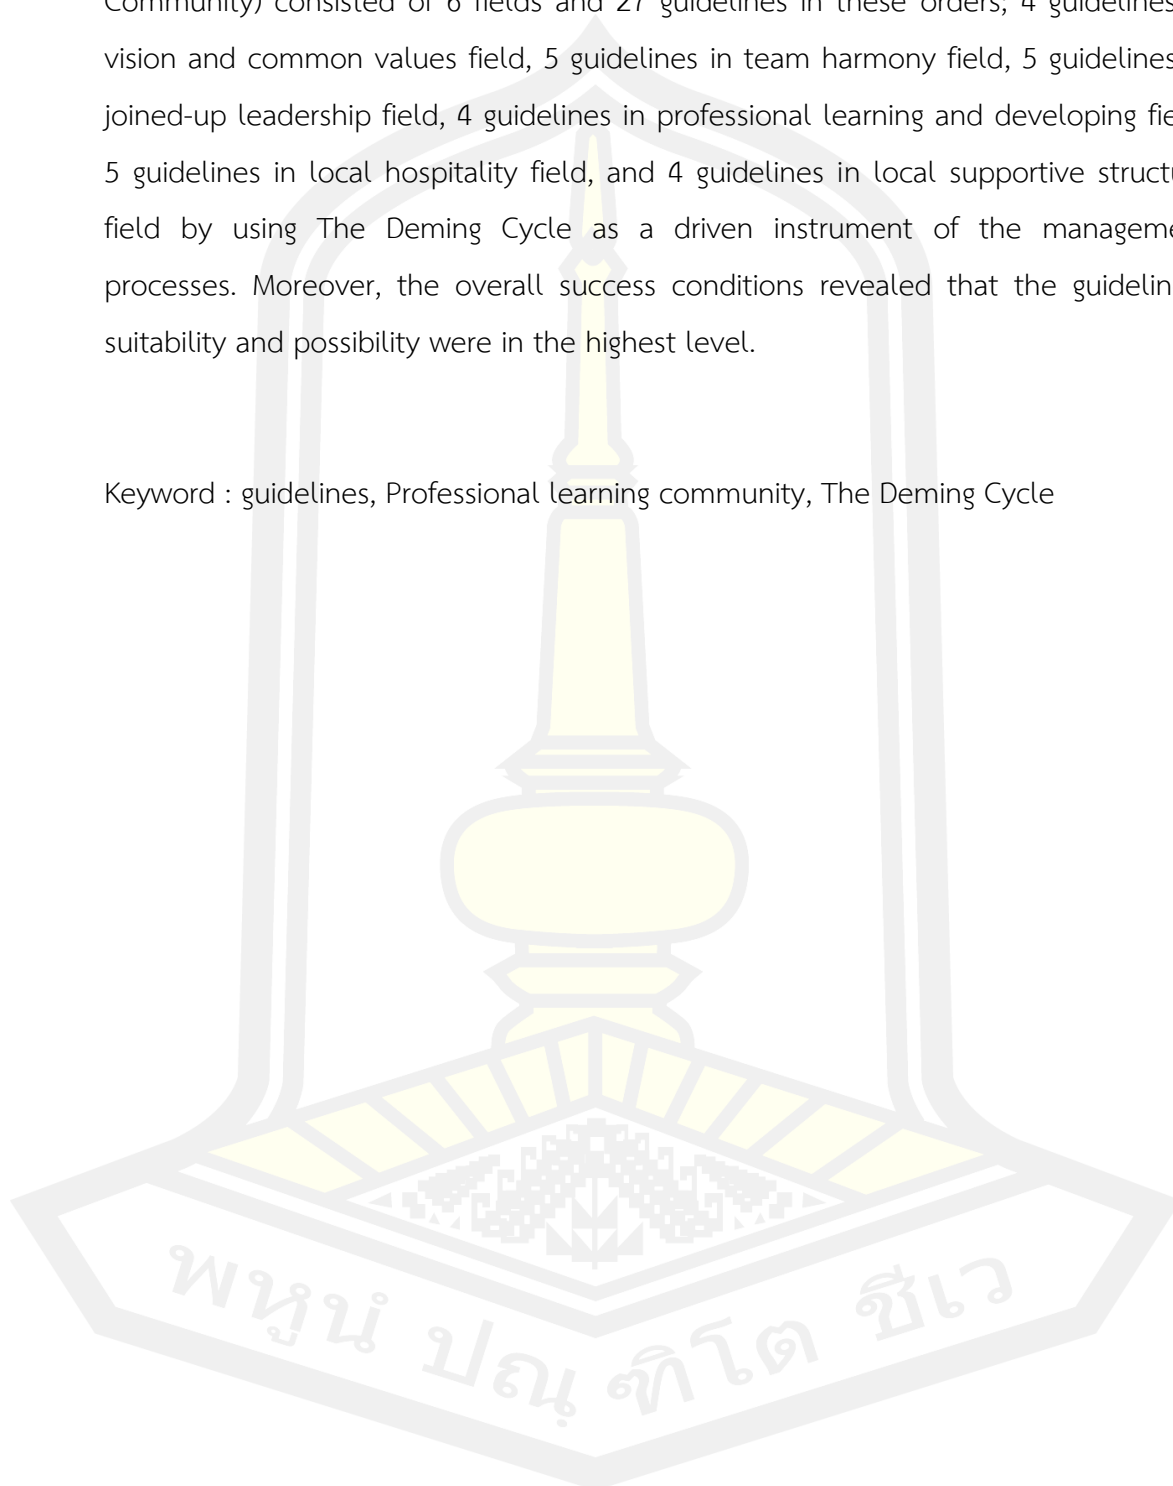 Community) consisted of 6 fields and 27 guidelines in these orders; 4 guidelines
vision and common values field, 5 guidelines in team harmony field, 5 guidelines
joined-up leadership field, 4 guidelines in professional learning and developing
5 guidelines in local hospitality field, and 4 guidelines in local supportive
field by using The Deming Cycle as a driven instrument of the
processes. Moreover, the overall success conditions revealed that the
suitability and possibility were in the highest level.
Keyword : guidelines, Professional learning community, The Deming Cycle
พหูนํ ปณฺฑิโต ชีเว